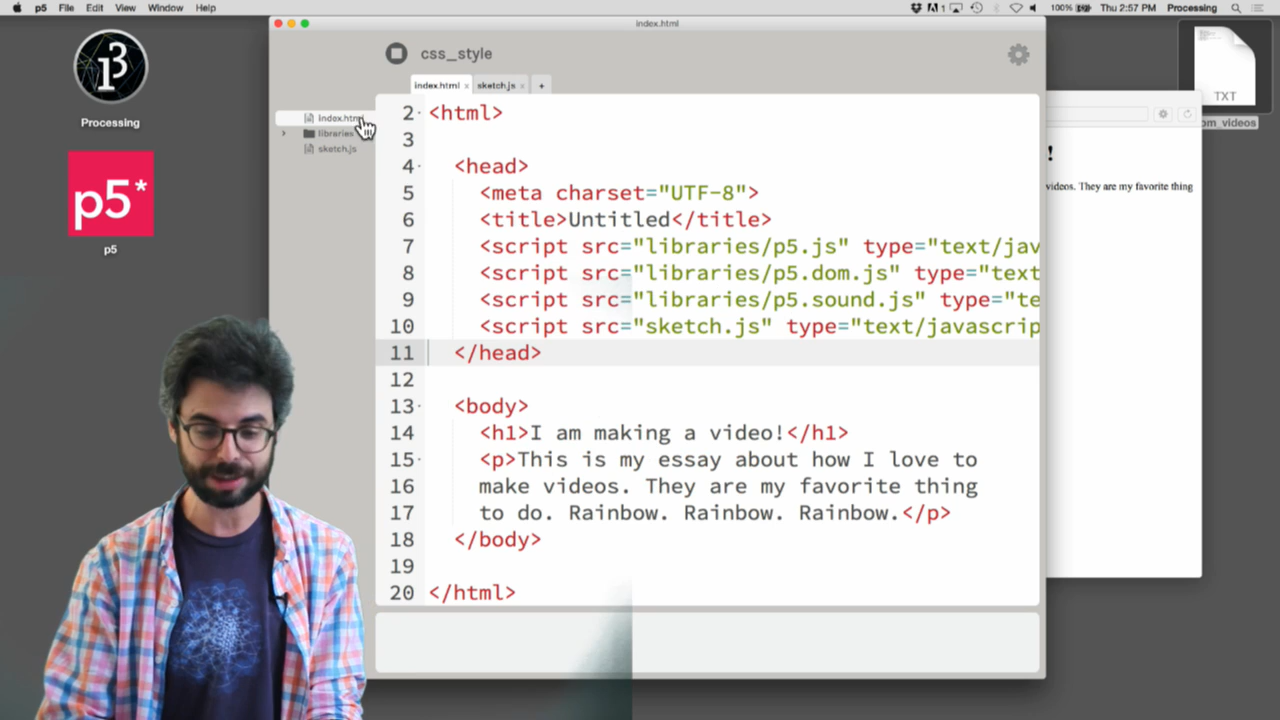 p5 File Edit View Window Help
1 100% Thu 2:57 PM Processing
index.html
css_style
index.html × sketch.js × +
index.html
libraries
sketch.js
2 <html>
3
4 <head>
5 <meta charset="UTF-8">
6 <title>Untitled</title>
7 <script src="libraries/p5.js" type="text/jav
8 <script src="libraries/p5.dom.js" type="text
9 <script src="libraries/p5.sound.js" type="te
10 <script src="sketch.js" type="text/javascrip
11 </head>
12
13 <body>
14 <h1>I am making a video!</h1>
15 <p>This is my essay about how I love to
16 make videos. They are my favorite thing
17 to do. Rainbow. Rainbow. Rainbow.</p>
18 </body>
19
20 </html>
Processing
p5*
p5
TXT
om_videos
!
videos. They are my favorite thing